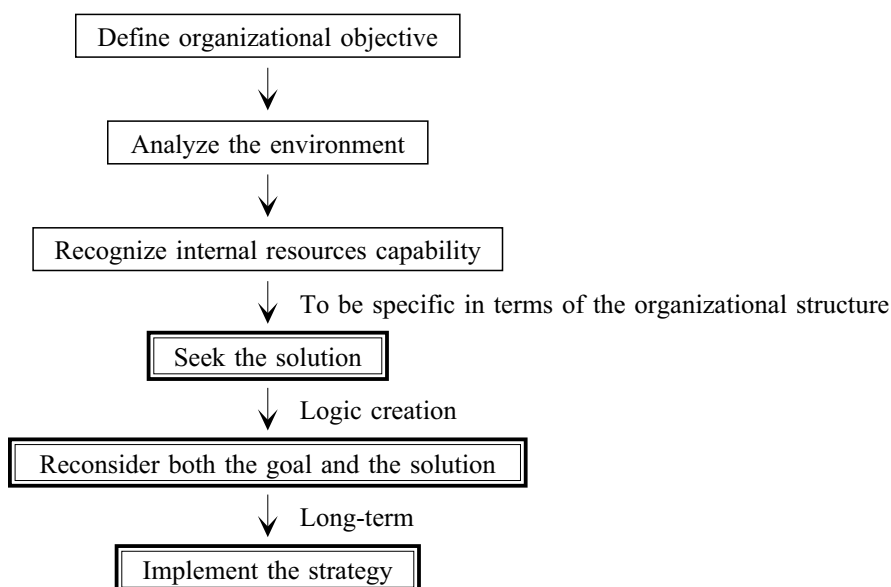 Define organizational objective
Analyze the environment
Recognize internal resources capability
To be specific in terms of the organizational structure
Seek the solution
Logic creation
Reconsider both the goal and the solution
Long-term
Implement the strategy